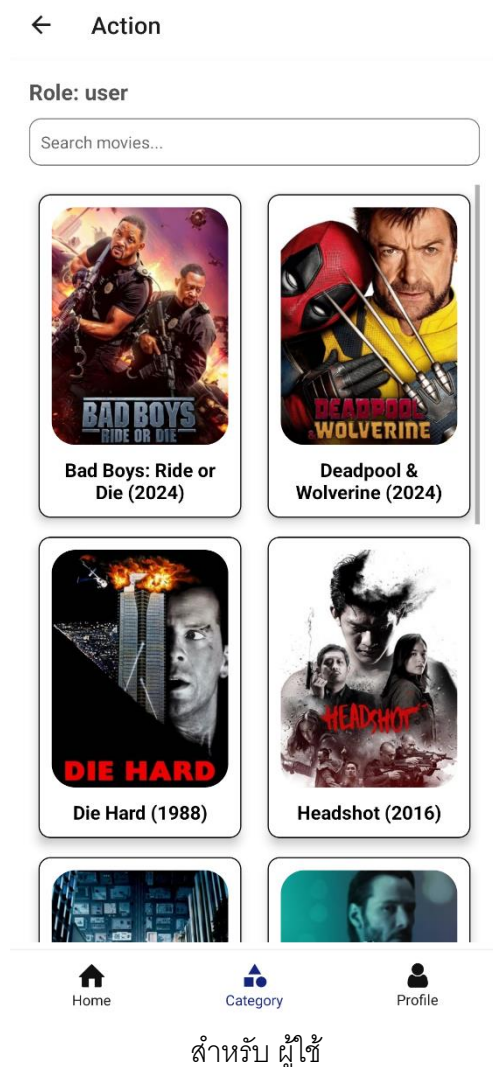 Action
Role: user
Search movies...
BAD BOYS
RIDE OR DIE
DEADPOOL
& WOLVERINE
Bad Boys: Ride or
Die (2024)
Deadpool &
Wolverine (2024)
DIE HARD
HEADSHOT
Die Hard (1988)
Headshot (2016)
Home
Category
Profile
สำหรับ ผู้ใช้